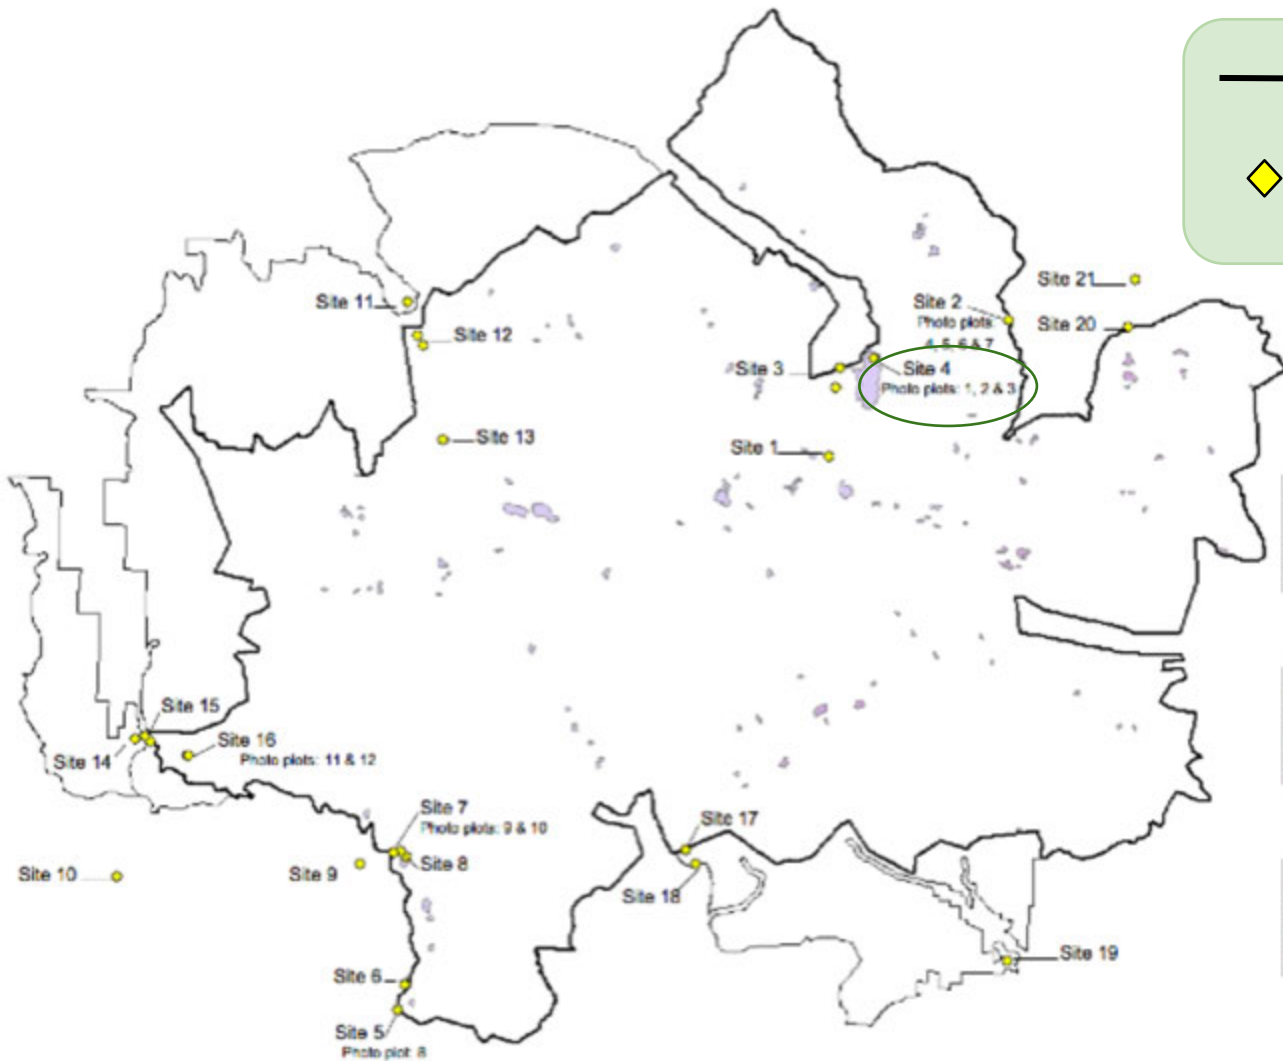 Site 21
Site 2
Photo plots:
4, 5, 6 & 7
Site 20
Site 11
Site 12
Site 3
Site 4
Photo plots: 1, 2 & 3
Site 13
Site 1
Site 15
Site 14
Site 16
Photo plots: 11 & 12
Site 7
Photo plots: 9 & 10
Site 17
Site 10
Site 9
Site 8
Site 18
Site 19
Site 6
Site 5
Photo plot: 8